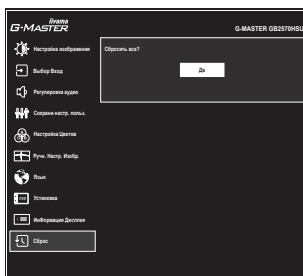 iiyama
G-MASTER
G-MASTER GB2570HSU
Настройка изображения
Сбросить все?
Да
Выбор Вход
Регулировка аудио
Сохрани настр. польз.
Настройка Цветов
Ручн. Настр. Изобр.
Язык
OSD
Установка
Информация Дисплея
Сброс